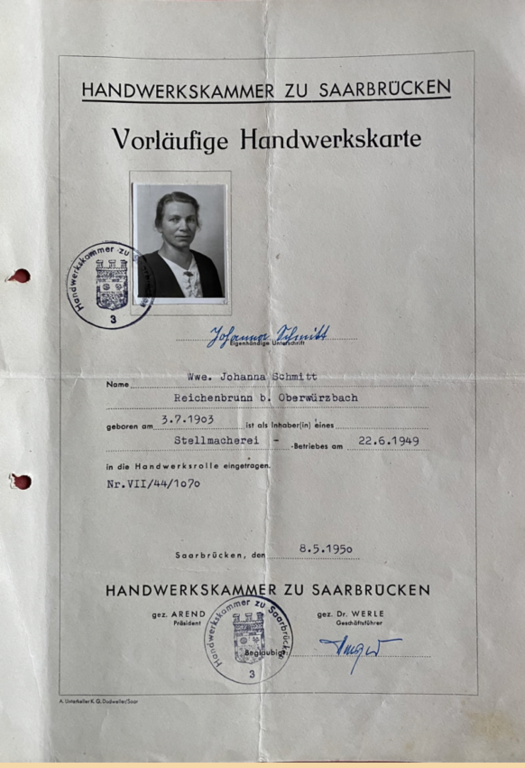 HANDWERKSKAMMER ZU SAARBRÜCKEN
Vorläufige Handwerkskarte
Handwerkskammer zu
3
Johanna Schmitt
Eigenhändige Unterschrift
Name Wwe. Johanna Schmitt
Reichenbrunn b. Oberwürzbach
geboren am 3.7.1903 ist als Inhaber(in) eines
Stellmacherei - -Betriebes am 22.6.1949
in die Handwerksrolle eingetragen.
Nr.VII/44/1070
Saarbrücken, den 8.5.1950
HANDWERKSKAMMER ZU SAARBRÜCKEN
gez. AREND gez. Dr. WERLE
Präsident Geschäftsführer
Handwerkskammer zu Saarbrücken
Beglaubigt
3
A. Unterkeller K. G. Dudweiler/Saar